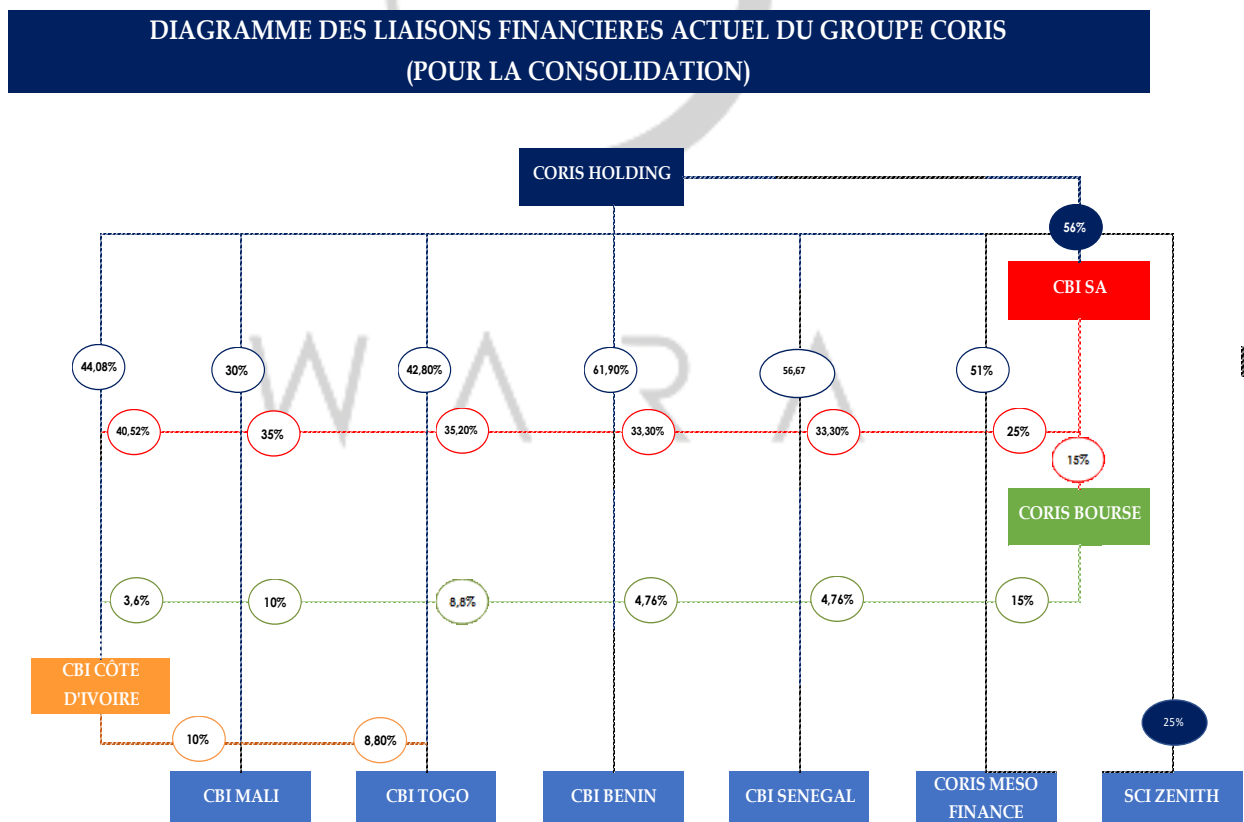 DIAGRAMME DES LIAISONS FINANCIERES ACTUEL DU GROUPE CORIS
(POUR LA CONSOLIDATION)
CORIS HOLDING
56%
CBI SA
44,08%
30%
42,80%
61,90%
56,67
51%
WARA
40,52%
35%
35,20%
33,30%
33,30%
25%
15%
CORIS BOURSE
3,6%
10%
8,8%
4,76%
4,76%
15%
CBI CÔTE
D'IVOIRE
10%
8,80%
25%
CBI MALI
CBI TOGO
CBI BENIN
CBI SENEGAL
CORIS MESO
FINANCE
SCI ZENITH